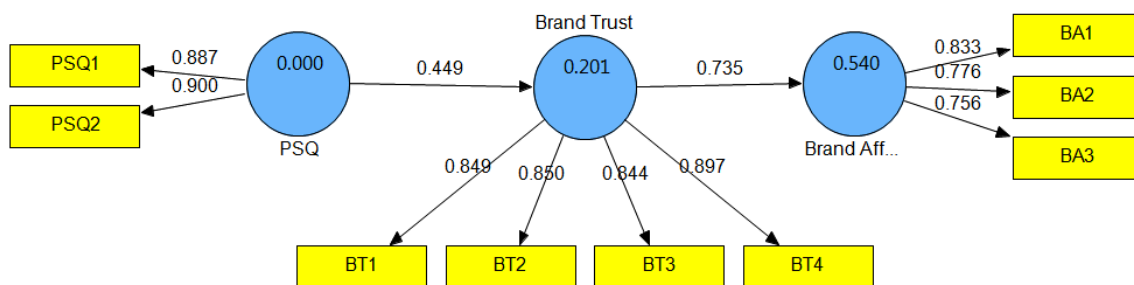 Brand Trust
BA1
PSQ1
0.887
0.833
0.000
0.449
0.201
0.735
0.540
0.776
BA2
0.900
0.756
PSQ2
PSQ
Brand Aff...
BA3
0.849
0.850
0.844
0.897
BT1
BT2
BT3
BT4